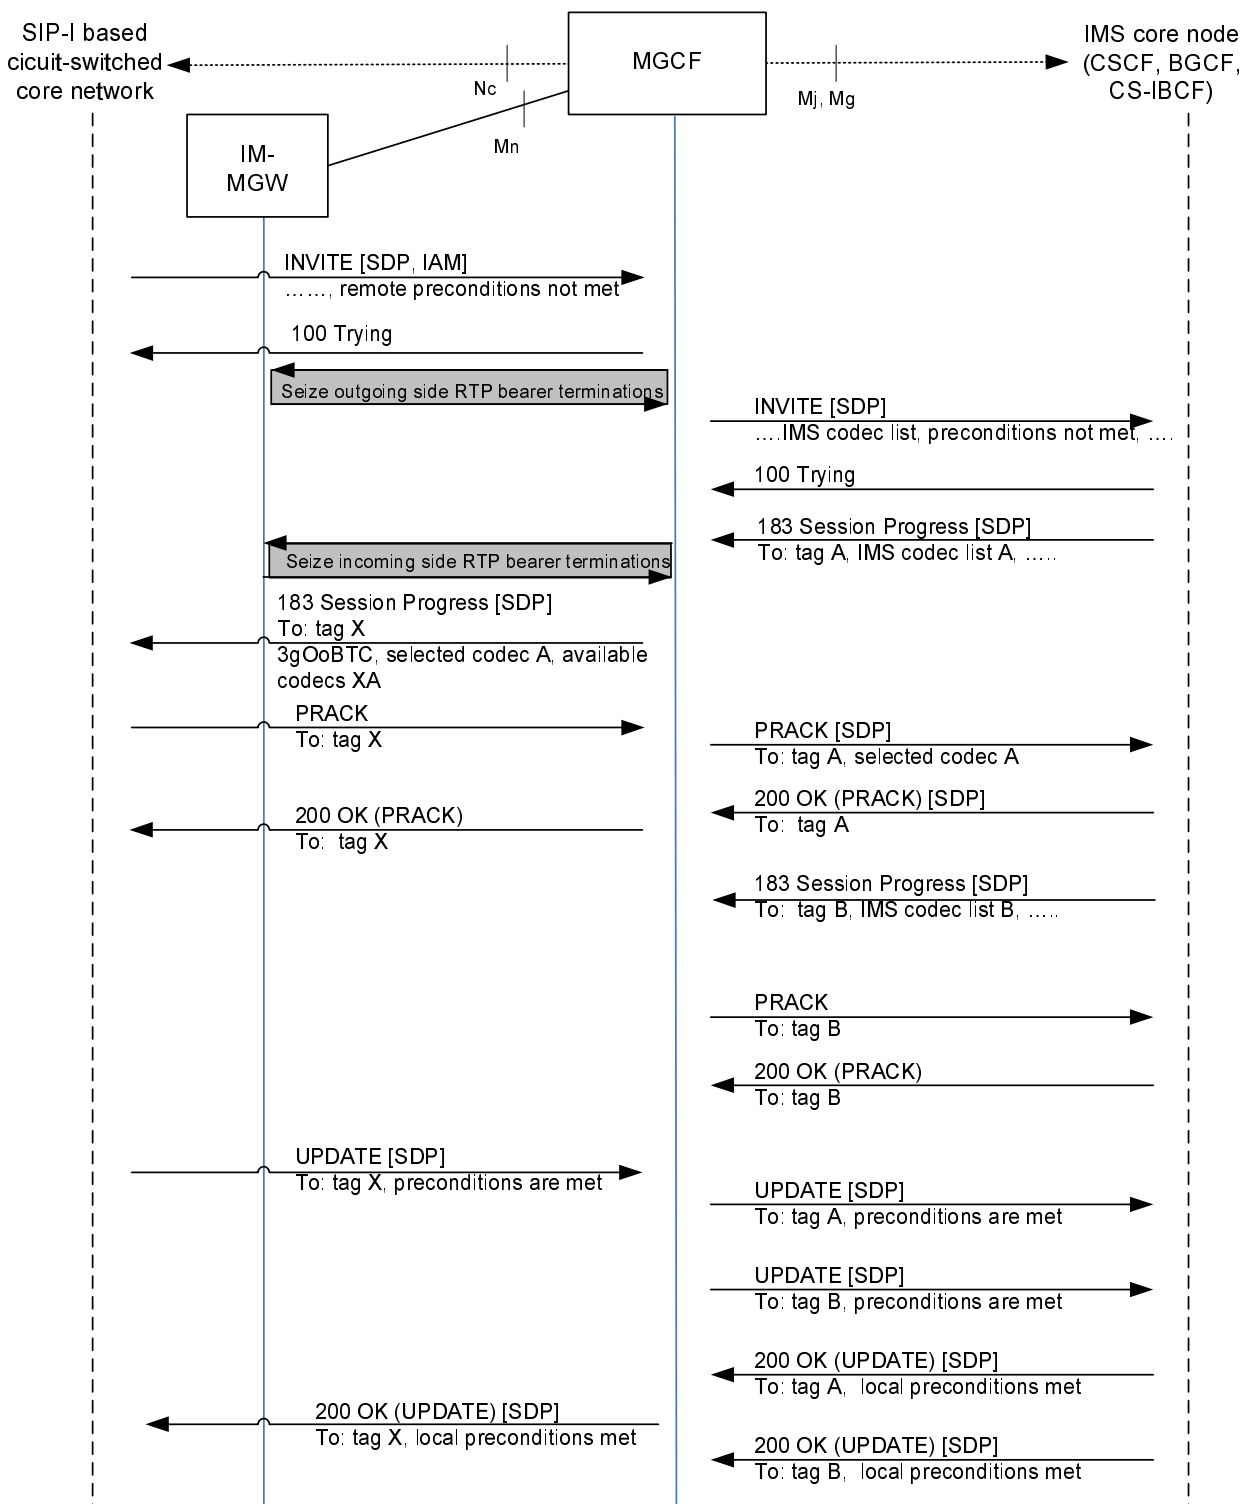 SIP-I based
cicuit-switched
core network
Nc
MGCF
Mj, Mg
IMS core node
(CSCF, BGCF,
CS-IBCF)
Mn
IM-
MGW
INVITE [SDP, IAM]
……, remote preconditions not met
100 Trying
Seize outgoing side RTP bearer terminations
INVITE [SDP]
….IMS codec list, preconditions not met, ….
100 Trying
183 Session Progress [SDP]
To: tag A, IMS codec list A, …..
Seize incoming side RTP bearer terminations
183 Session Progress [SDP]
To: tag X
3gOoBTC, selected codec A, available
codecs XA
PRACK
To: tag X
PRACK [SDP]
To: tag A, selected codec A
200 OK (PRACK) [SDP]
To:  tag A
200 OK (PRACK)
To:  tag X
183 Session Progress [SDP]
To:  tag B, IMS codec list B, …..
PRACK
To: tag B
200 OK (PRACK)
To: tag B
UPDATE [SDP]
To: tag X, preconditions are met
UPDATE [SDP]
To: tag A, preconditions are met
UPDATE [SDP]
To: tag B, preconditions are met
200 OK (UPDATE) [SDP]
To: tag A,  local preconditions met
200 OK (UPDATE) [SDP]
To: tag X, local preconditions met
200 OK (UPDATE) [SDP]
To: tag B,  local preconditions met